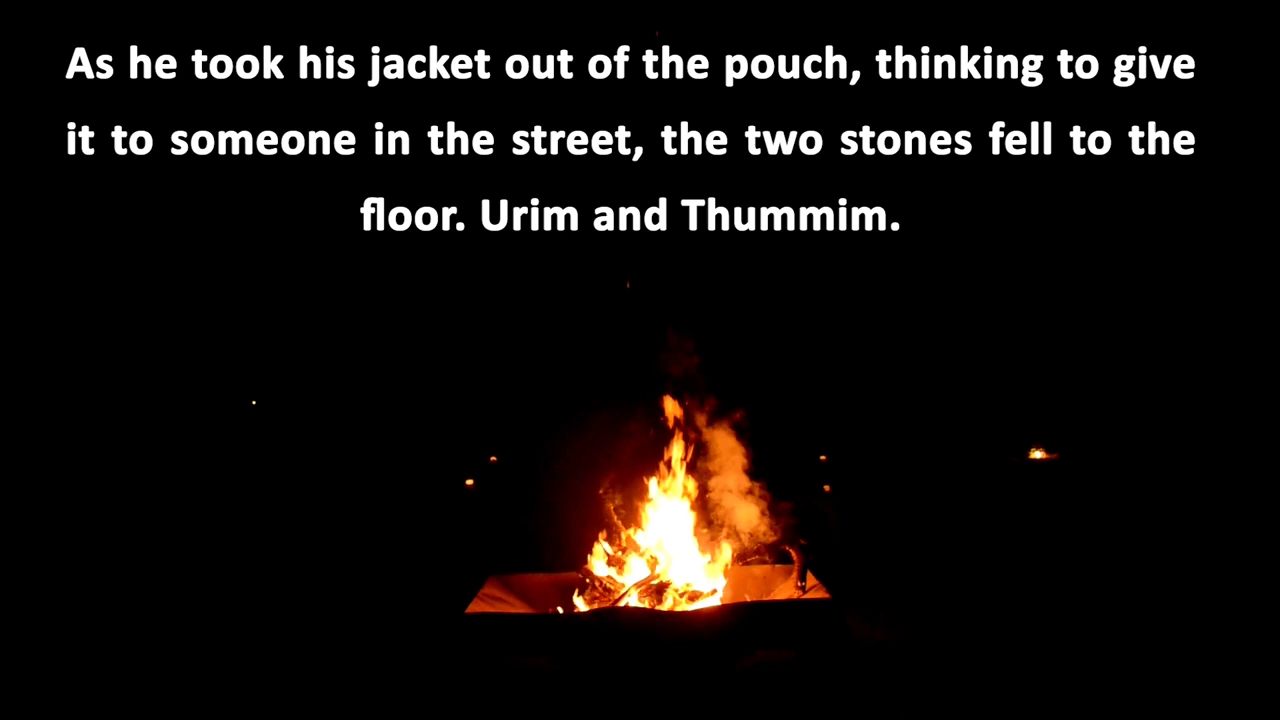 As he took his jacket out of the pouch, thinking to give
it to someone in the street, the two stones fell to the
floor. Urim and Thummim.